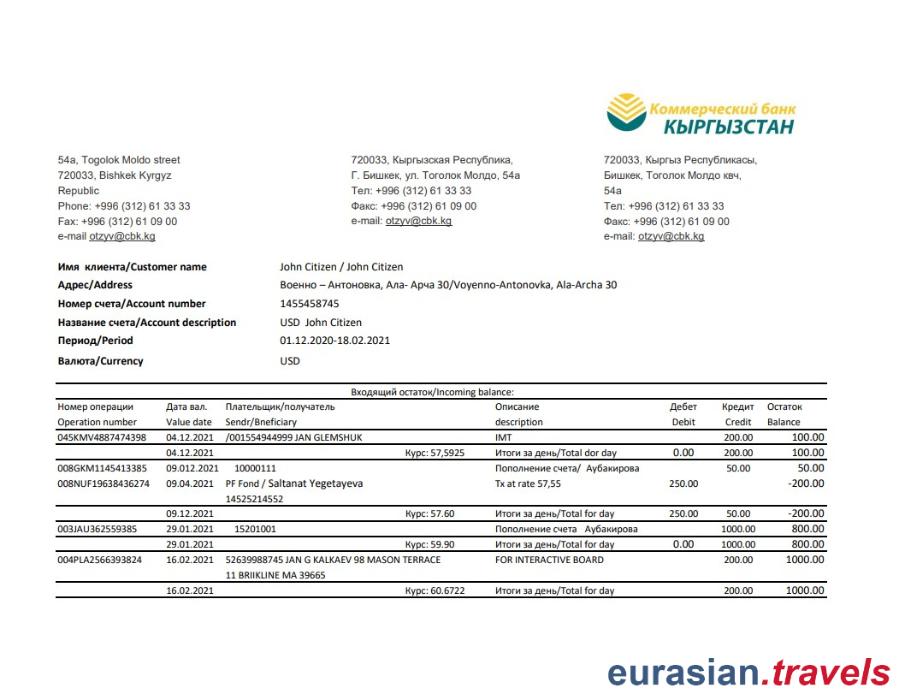 Коммерческий банк
КЫРГЫЗСТАН
54a, Togolok Moldo street
720033, Bishkek Kyrgyz
Republic
Phone: +996 (312) 61 33 33
Fax: +996 (312) 61 09 00
e-mail otzyv@cbk.kg
720033, Кыргызская Республика,
Г. Бишкек, ул. Тоголок Молдо, 54а
Тел: +996 (312) 61 33 33
Факс: +996 (312) 61 09 00
e-mail: otzyv@cbk.kg
720033, Кыргыз Республикасы,
Бишкек, Тоголок Молдо квч,
54а
Тел: +996 (312) 61 33 33
Факс: +996 (312) 61 09 00
e-mail: otzyv@cbk.kg
Имя клиента/Customer name John Citizen / John Citizen
Адрес/Address Военно – Антоновка, Ала- Арча 30/Voyenno-Antonovka, Ala-Archa 30
Номер счета/Account number 1455458745
Название счета/Account description USD John Citizen
Период/Period 01.12.2020-18.02.2021
Валюта/Currency USD
Входящий остаток/Incoming balance:
Номер операции Дата вал. Плательщик/получатель Описание Дебет Кредит Остаток
Operation number Value date Sendr/Bneficiary description Debit Credit Balance
045KMV4887474398 04.12.2021 /001554944999 JAN GLEMSHUK IMT 200.00 100.00
04.12.2021 Курс: 57,5925 Итоги за день/Total dor day 0.00 200.00 100.00
008GKM1145413385 09.012.2021 10000111 Пополнение счета/ Аубакирова 50.00 50.00
008NUF19638436274 09.04.2021 PF Fond / Saltanat Yegetayeva Tx at rate 57,55 250.00 -200.00
14525214552
09.12.2021 Курс: 57.60 Итоги за день/Total for day 250.00 50.00 -200.00
003JAU362559385 29.01.2021 15201001 Пополнение счета Аубакирова 1000.00 800.00
29.01.2021 Курс: 59.90 Итоги за день/Total for day 0.00 1000.00 800.00
004PLA2566393824 16.02.2021 52639988745 JAN G KALKAEV 98 MASON TERRACE FOR INTERACTIVE BOARD 200.00 1000.00
11 BRIIKLINE MA 39665
16.02.2021 Курс: 60.6722 Итоги за день/Total for day 200.00 1000.00
eurasian.travels